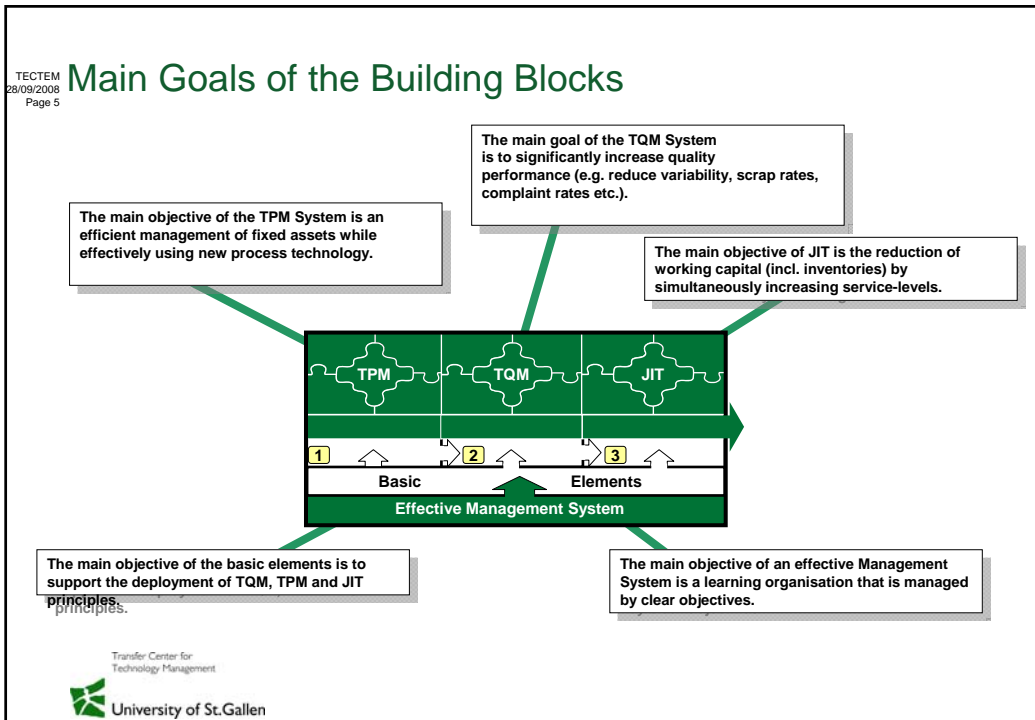 TECTEM
28/09/2008
Page 5
Main Goals of the Building Blocks
The main goal of the TQM System
is to significantly increase quality
performance (e.g. reduce variability, scrap rates,
complaint rates etc.).
The main objective of the TPM System is an
efficient management of fixed assets while
effectively using new process technology.
The main objective of JIT is the reduction of
working capital (incl. inventories) by
simultaneously increasing service-levels.
TPM TQM JIT
1 2 3
Basic Elements
Effective Management System
The main objective of the basic elements is to
support the deployment of TQM, TPM and JIT
principles.
principles.
The main objective of an effective Management
System is a learning organisation that is managed
by clear objectives.
Transfer Center for
Technology Management
University of St.Gallen